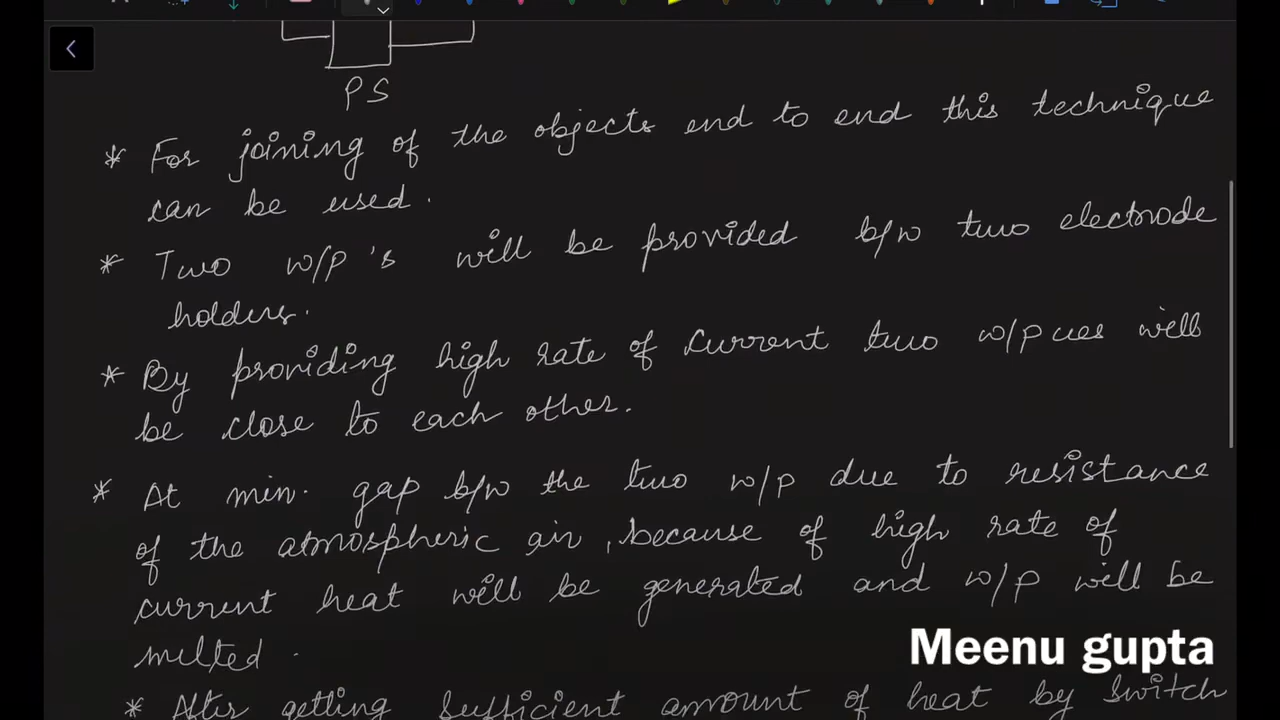 PS
* For joining of the objects end to end this technique
can be used.
* Two w/p's will be provided b/w two electrode
holders.
* By providing high rate of current two w/pces will
be close to each other.
* At min. gap b/w the two w/p due to resistance
of the atmospheric air, because of high rate of
current heat will be generated and w/p will be
melted.
Meenu gupta
* After getting sufficient amount of heat by switch